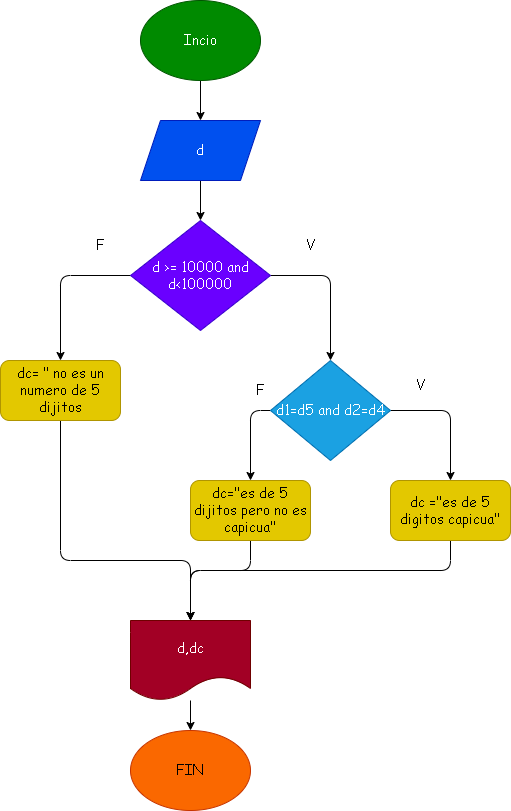 Incio
d
F
V
d >= 10000 and
d<100000
dc= " no es un
numero de 5
dijitos
F
V
d1=d5 and d2=d4
dc="es de 5
dijitos pero no es
capicua"
dc ="es de 5
digitos capicua"
d,dc
FIN